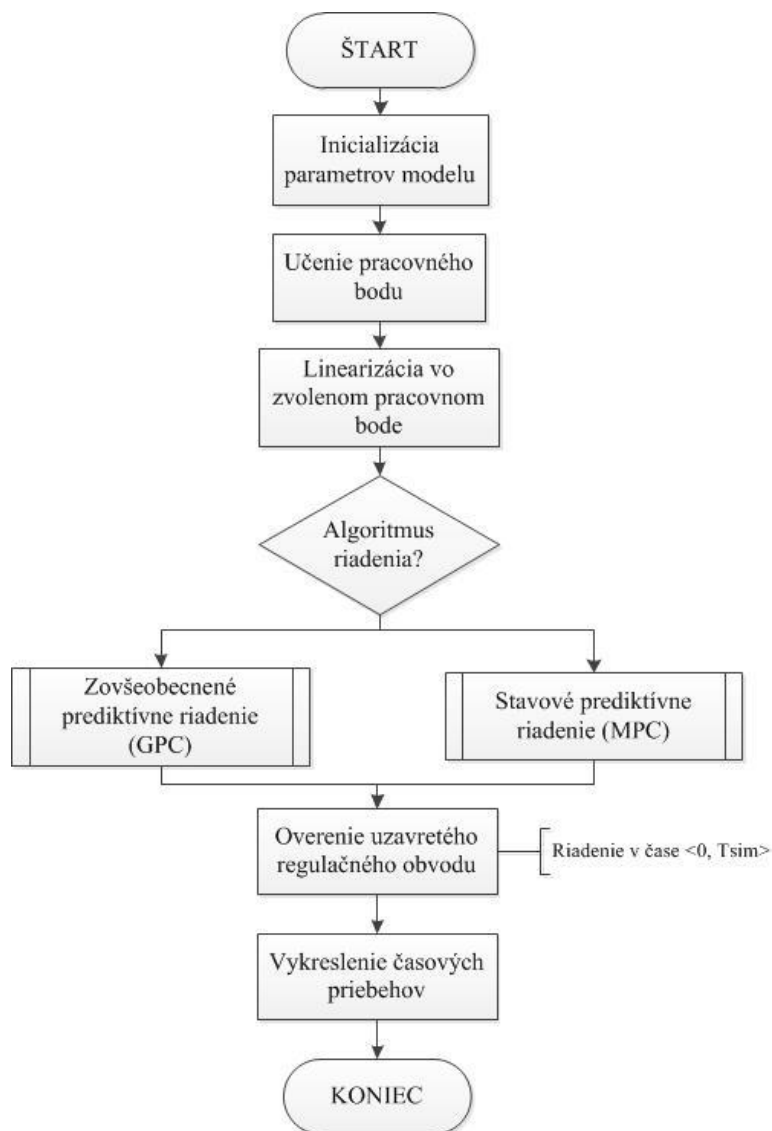 ŠTART
Inicializácia
parametrov modelu
Učenie pracovného
bodu
Linearizácia vo
zvolenom pracovnom
bode
Algoritmus
riadenia?
Zovšeobecnené
prediktívne riadenie
(GPC)
Stavové prediktívne
riadenie (MPC)
Overenie uzavretého
regulačného obvodu
Riadenie v čase <0, Tsim>
Vykreslenie časových
priebehov
KONIEC